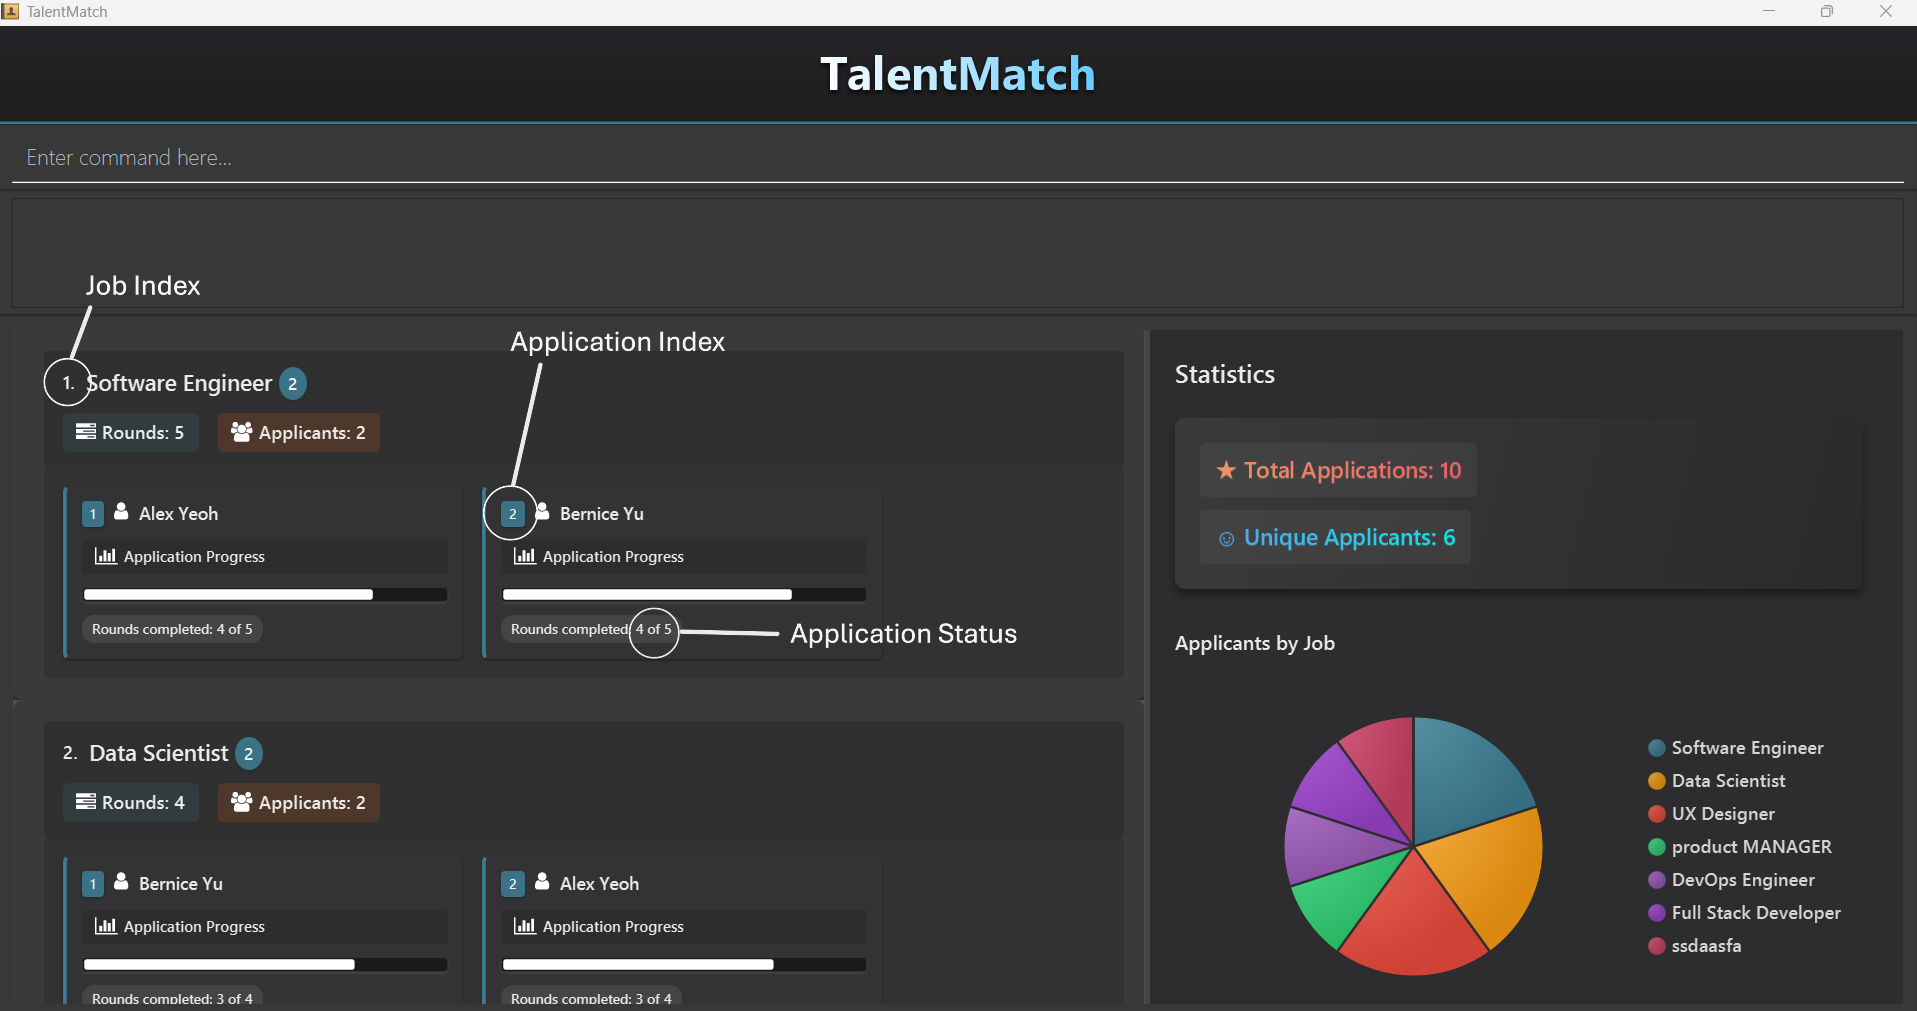 TalentMatch
TalentMatch
Enter command here...
Job Index
Application Index
1. Software Engineer 2
Rounds: 5 Applicants: 2
1 Alex Yeoh
Application Progress
Rounds completed: 4 of 5
2 Bernice Yu
Application Progress
Rounds completed: 4 of 5
Application Status
2. Data Scientist 2
Rounds: 4 Applicants: 2
1 Bernice Yu
Application Progress
Rounds completed: 3 of 4
2 Alex Yeoh
Application Progress
Rounds completed: 3 of 4
Statistics
★ Total Applications: 10
☺ Unique Applicants: 6
Applicants by Job
Software Engineer
Data Scientist
UX Designer
product MANAGER
DevOps Engineer
Full Stack Developer
ssdaasfa